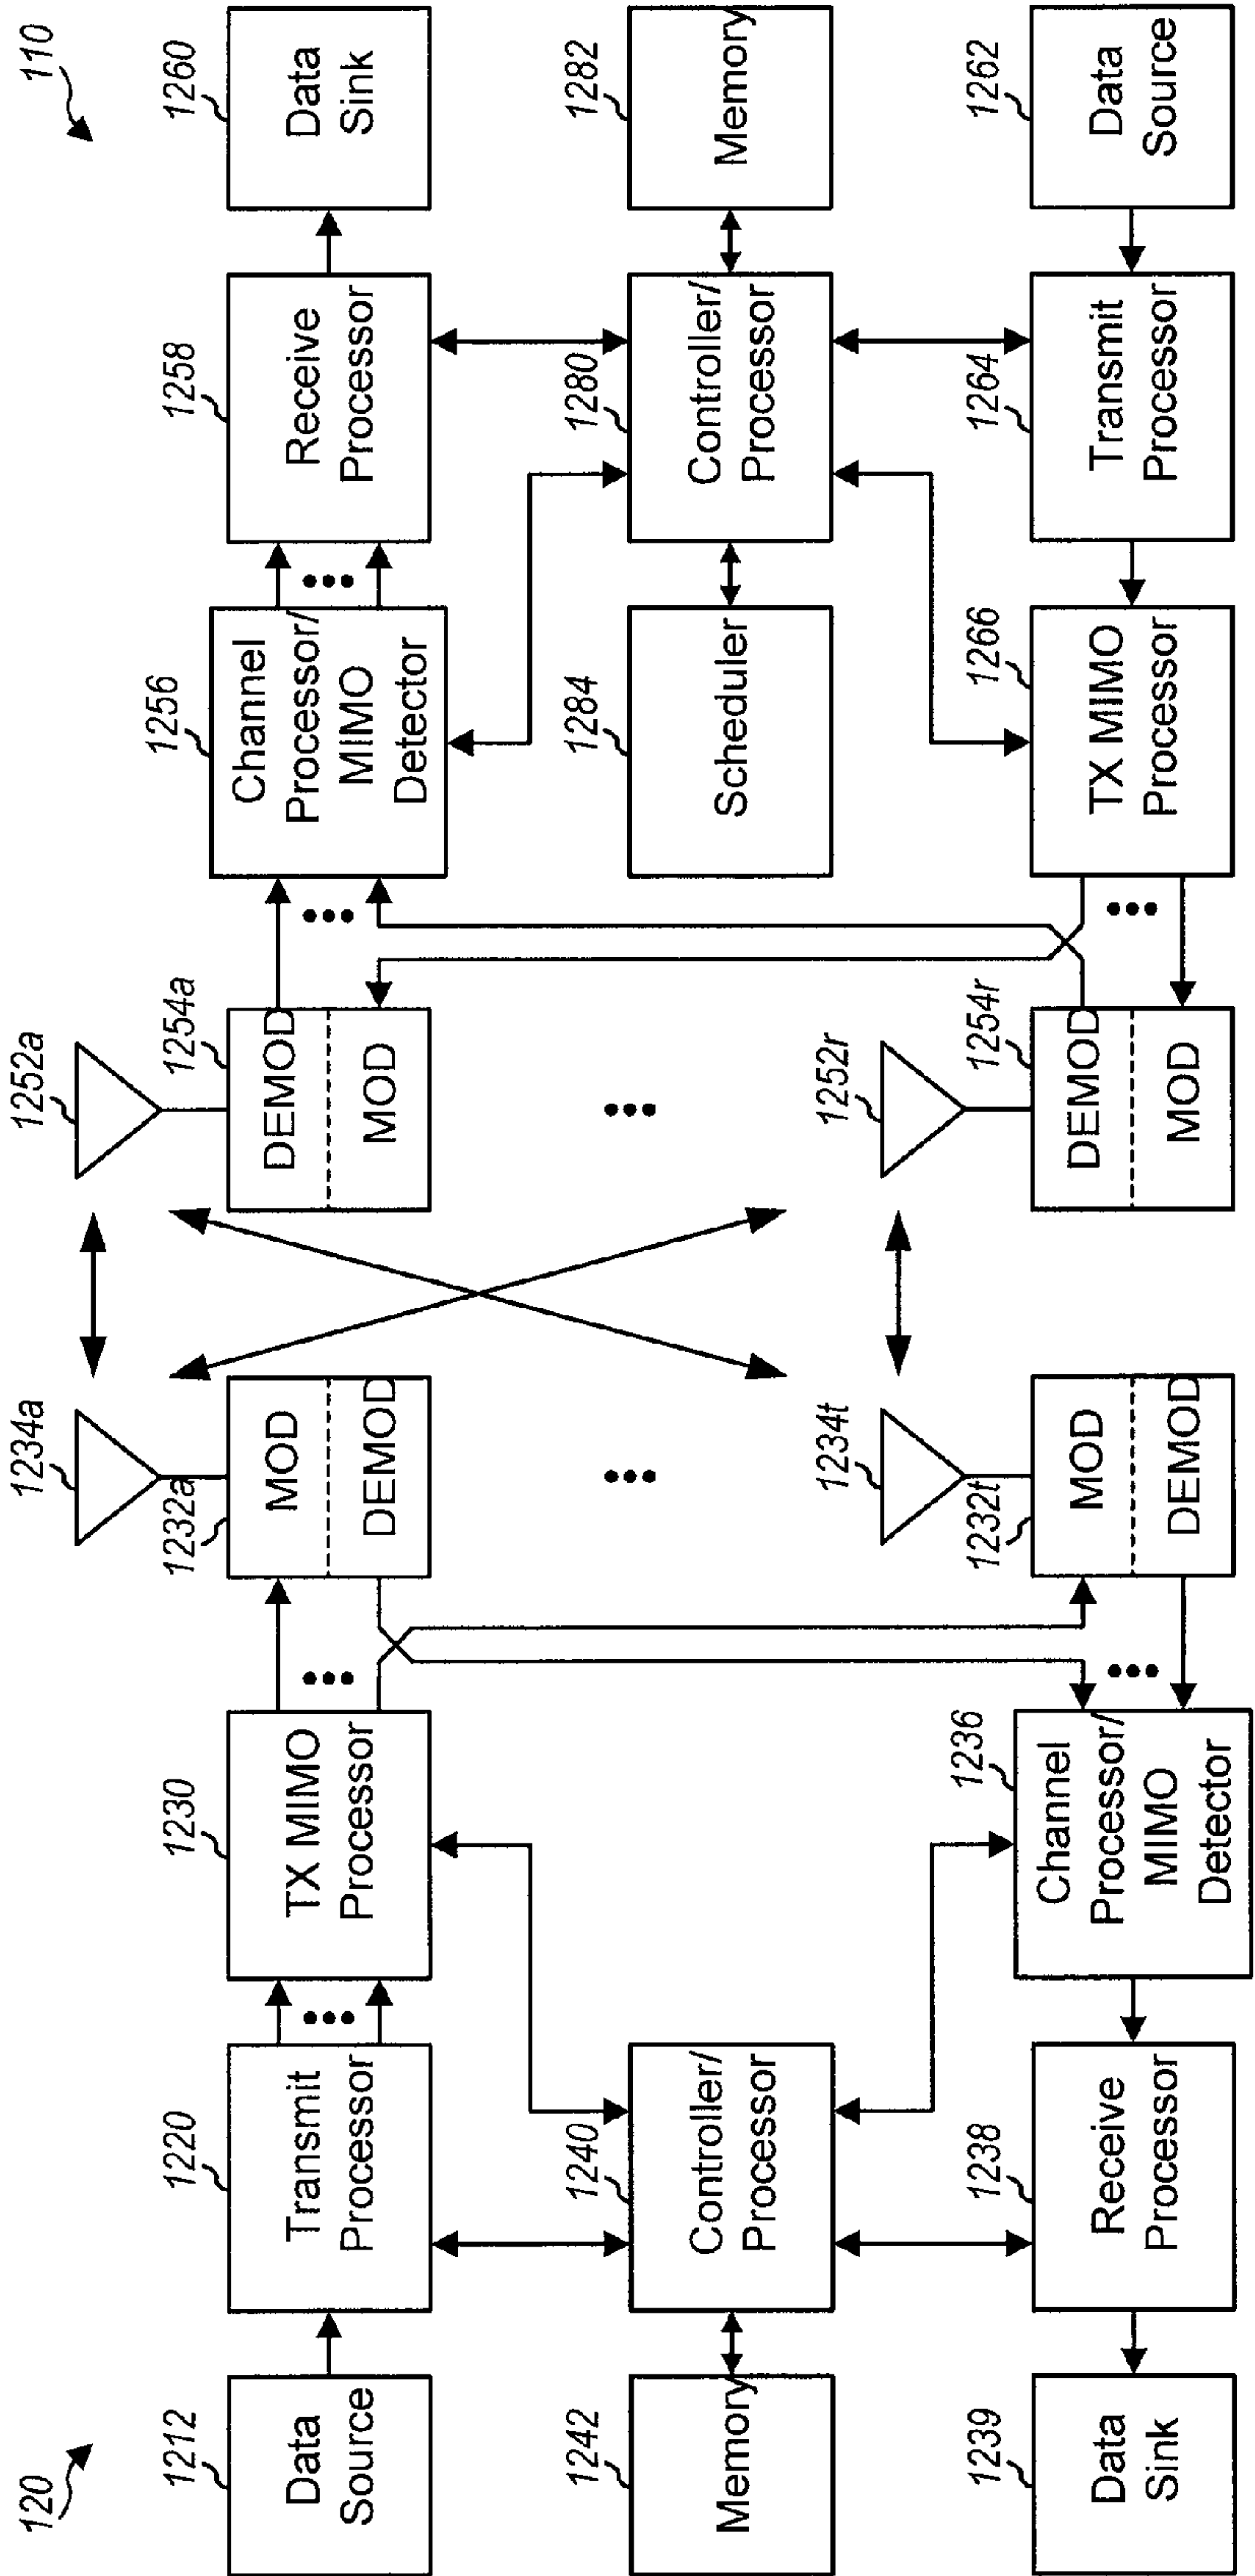 120
110
1212
Data
Source
1220
Transmit
Processor
1230
TX MIMO
Processor
1234a
1232a
MOD
DEMOD
1252a
1254a
DEMOD
MOD
1256
Channel
Processor/
MIMO
Detector
1258
Receive
Processor
1260
Data
Sink
1242
Memory
1240
Controller/
Processor
1284
Scheduler
1280
Controller/
Processor
1282
Memory
1239
Data
Sink
1238
Receive
Processor
1236
Channel
Processor/
MIMO
Detector
1234t
1232t
MOD
DEMOD
1252r
1254r
DEMOD
MOD
1266
TX MIMO
Processor
1264
Transmit
Processor
1262
Data
Source